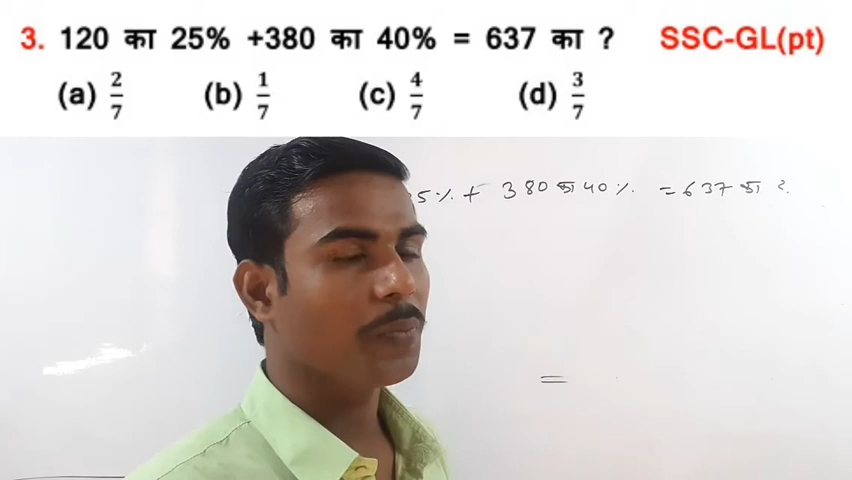 3. 120 का 25% +380 का 40% = 637 का ? SSC-GL(pt)
(a) 2/7 (b) 1/7 (c) 4/7 (d) 3/7
5% + 380 का 40% = 637 का ?
=